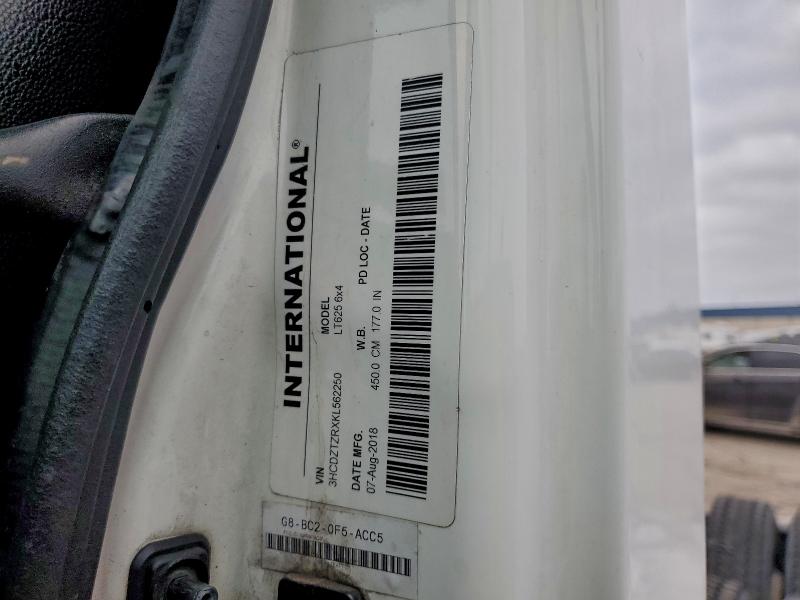 INTERNATIONAL®
VIN MODEL
3HCDZTZRXKL562250 LT625 6x4
DATE MFG. W.B. PD LOC - DATE
07-Aug-2018 450.0 CM 177.0 IN
G8-BC2-0F5-ACC5